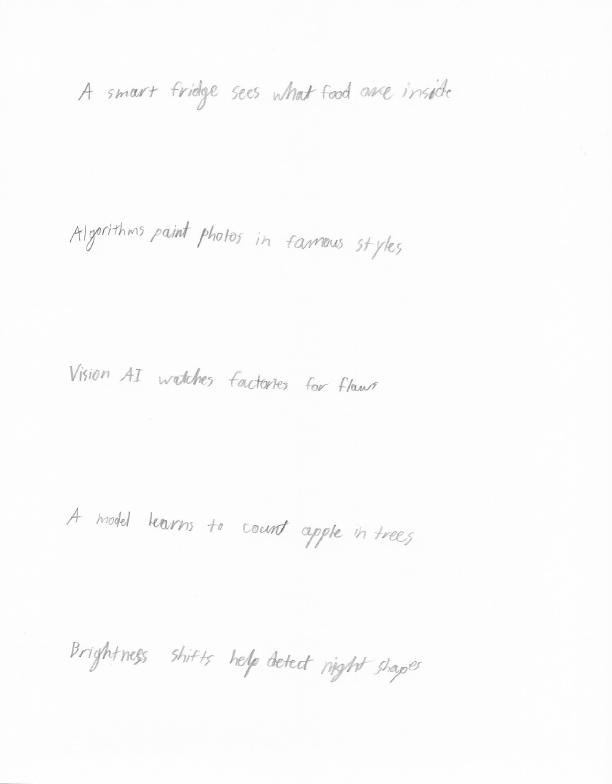 A smart fridge sees what food are inside
Algorithms paint photos in famous styles
Vision AI watches factories for flaws
A model learns to count apple in trees
Brightness shifts help detect night shapes